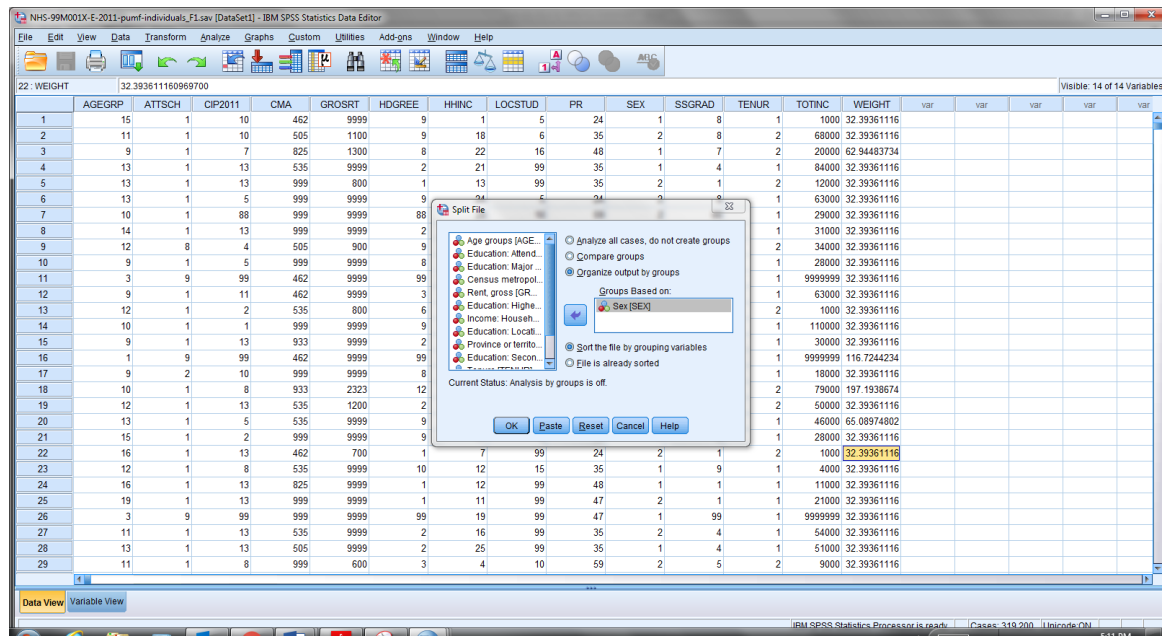 NHS-99M001X-E-2011-pumf-individuals_F1.sav [DataSet1] - IBM SPSS Statistics Data Editor
File Edit View Data Transform Analyze Graphs Custom Utilities Add-ons Window Help
22 : WEIGHT 32.393611160969700 Visible: 14 of 14 Variables
AGEGRP ATTSCH CIP2011 CMA GROSRT HDGREE HHINC LOCSTUD PR SEX SSGRAD TENUR TOTINC WEIGHT var var var var var
1 15 1 10 462 9999 9 1 5 24 1 8 1 1000 32.39361116
2 11 1 10 505 1100 9 18 6 35 2 8 2 68000 32.39361116
3 9 1 7 825 1300 8 22 16 48 1 7 2 20000 62.94483734
4 13 1 13 535 9999 2 21 99 35 1 4 1 84000 32.39361116
5 13 1 13 999 800 1 13 99 35 2 1 2 12000 32.39361116
6 13 1 5 999 9999 9 1 63000 32.39361116
7 10 1 88 999 9999 88 1 29000 32.39361116
8 14 1 13 999 9999 2 1 31000 32.39361116
9 12 8 4 505 900 9 2 34000 32.39361116
10 9 1 5 999 9999 8 1 28000 32.39361116
11 3 9 99 462 9999 99 1 9999999 32.39361116
12 9 1 11 462 9999 3 1 63000 32.39361116
13 12 1 2 535 800 6 2 1000 32.39361116
14 10 1 1 999 9999 9 1 110000 32.39361116
15 9 1 13 933 9999 2 1 30000 32.39361116
16 1 9 99 462 9999 99 1 9999999 116.7244234
17 9 2 10 999 9999 8 1 18000 32.39361116
18 10 1 8 933 2323 12 2 79000 197.1938674
19 12 1 13 535 1200 2 2 50000 32.39361116
20 13 1 5 535 9999 9 1 46000 65.08974802
21 15 1 2 999 9999 9 1 28000 32.39361116
22 16 1 13 462 700 1 7 99 24 2 1 2 1000 32.39361116
23 12 1 8 535 9999 10 12 15 35 1 9 1 4000 32.39361116
24 16 1 13 825 9999 1 12 99 48 1 1 1 11000 32.39361116
25 19 1 13 999 9999 1 11 99 47 2 1 1 21000 32.39361116
26 3 9 99 999 9999 99 19 99 47 1 99 1 9999999 32.39361116
27 11 1 13 535 9999 2 16 99 35 2 4 1 54000 32.39361116
28 13 1 13 505 9999 2 25 99 35 1 4 1 51000 32.39361116
29 11 1 8 999 600 3 4 10 59 2 5 2 9000 32.39361116
Split File
Age groups [AGE...
Education: Attend...
Education: Major ...
Census metropol...
Rent, gross [GR...
Education: Highe...
Income: Househ...
Education: Locati...
Province or territo...
Education: Secon...
Analyze all cases, do not create groups
Compare groups
Organize output by groups
Groups Based on:
Sex [SEX]
Sort the file by grouping variables
File is already sorted
Current Status: Analysis by groups is off.
OK Paste Reset Cancel Help
Data View Variable View
IBM SPSS Statistics Processor is ready Cases: 319,200 Unicode:ON
5:11 PM